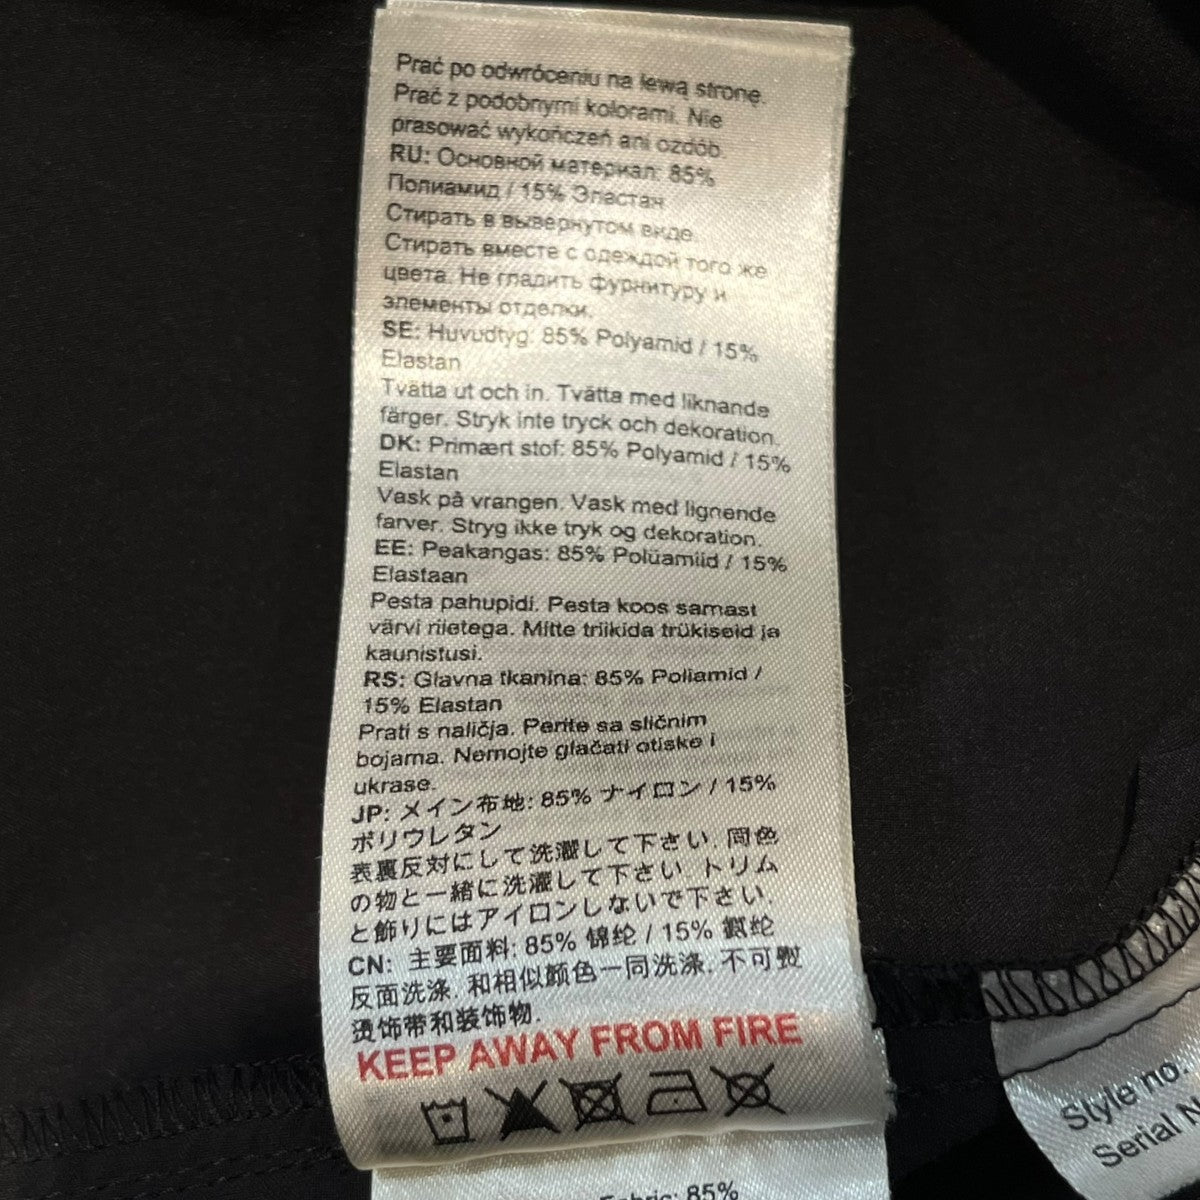 Prać po odwróceniu na lewą stronę.
Prać z podobnymi kolorami. Nie
prasować wykończeń ani ozdób.
RU: Основной материал: 85%
Полиамид / 15% Эластан
Стирать в вывернутом виде.
Стирать вместе с одеждой того же
цвета. Не гладить фурнитуру и
элементы отделки.
SE: Huvudtyg: 85% Polyamid / 15%
Elastan
Tvätta ut och in. Tvätta med liknande
färger. Stryk inte tryck och dekoration.
DK: Primært stof: 85% Polyamid / 15%
Elastan
Vask på vrangen. Vask med lignende
farver. Stryg ikke tryk og dekoration.
EE: Peakangas: 85% Polüamiid / 15%
Elastaan
Pesta pahupidi. Pesta koos samast
värvi riietega. Mitte triikida trükiseid ja
kaunistusi.
RS: Glavna tkanina: 85% Poliamid /
15% Elastan
Prati s naličja. Perite sa sličnim
bojama. Nemojte glačati otiske i
ukrase.
JP: メイン布地: 85% ナイロン / 15%
ポリウレタン
表裏反対にして洗濯して下さい. 同色
の物と一緒に洗濯して下さい. トリム
と飾りにはアイロンしないで下さい.
CN: 主要面料: 85% 锦纶 / 15% 氨纶
反面洗涤. 和相似颜色一同洗涤. 不可熨
烫饰带和装饰物.
KEEP AWAY FROM FIRE
Fabric: 85%
Style no.
Serial N